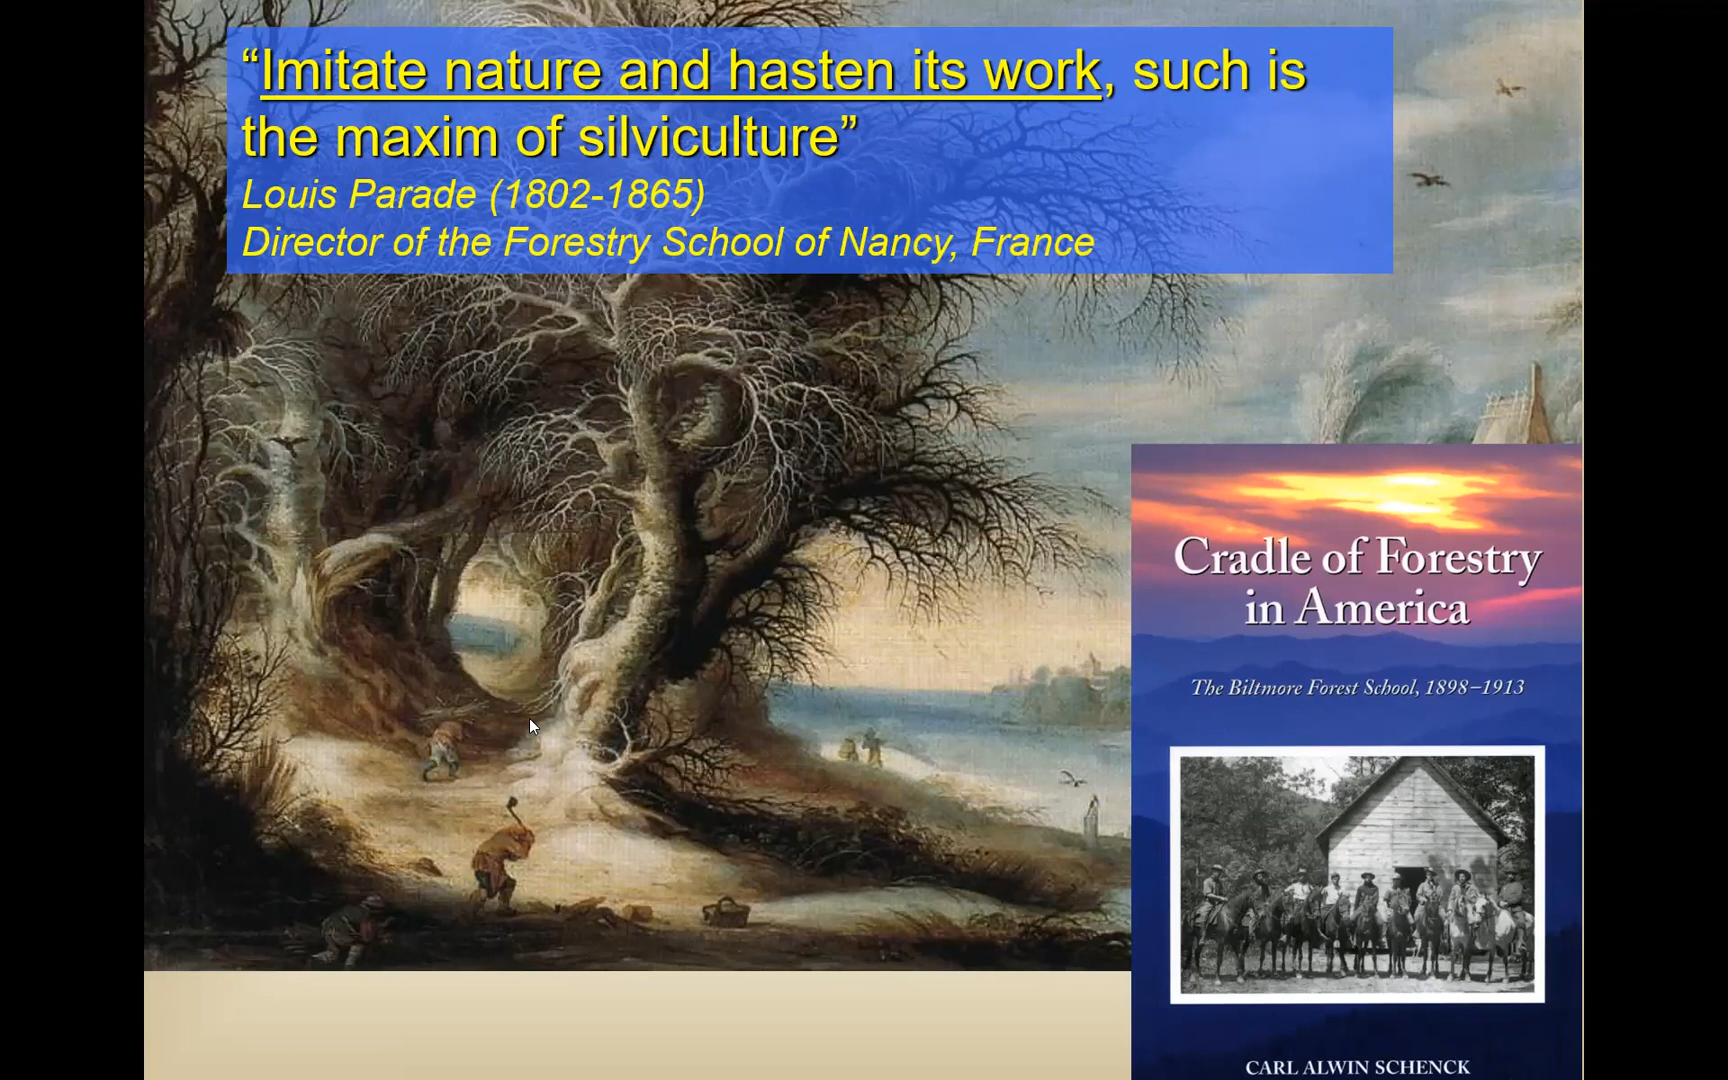 “Imitate nature and hasten its work, such is
the maxim of silviculture”
Louis Parade (1802-1865)
Director of the Forestry School of Nancy, France
Cradle of Forestry
in America
The Biltmore Forest School, 1898–1913
CARL ALWIN SCHENCK